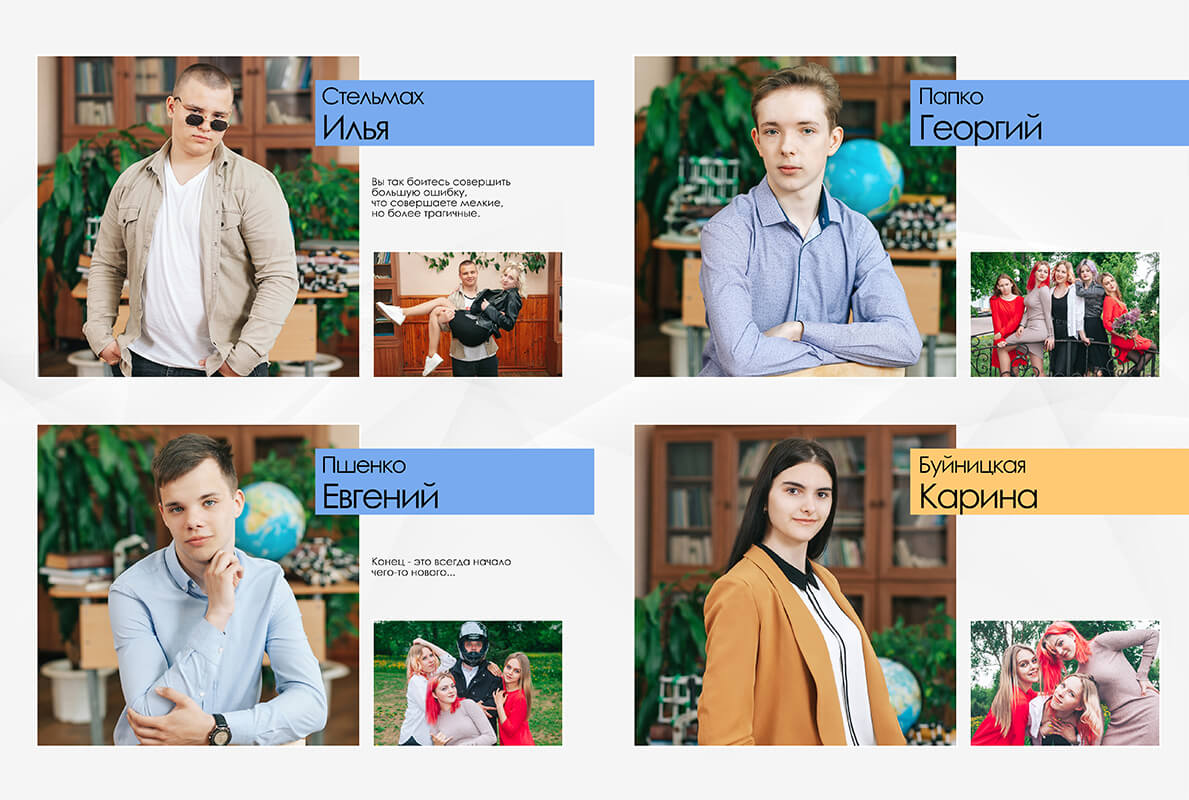 Стельмах
Илья
Вы так боитесь совершить
большую ошибку,
что совершаете мелкие,
но более трагичные.
Папко
Георгий
Пшенко
Евгений
Конец - это всегда начало
чего-то нового...
Буйницкая
Карина